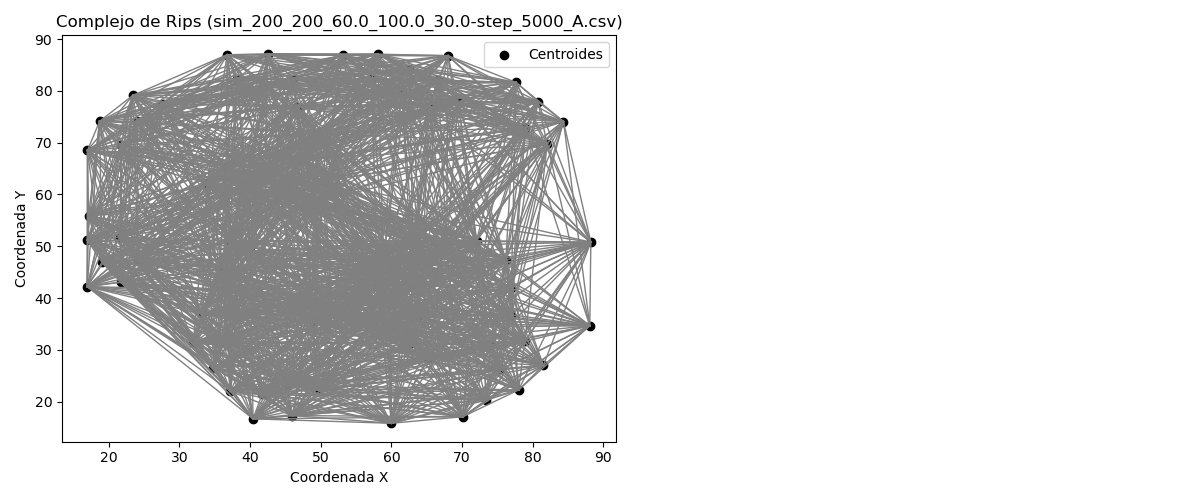 Complejo de Rips (sim_200_200_60.0_100.0_30.0-step_5000_A.csv)
Centroides
90
80
70
60
50
40
30
20
Coordenada Y
20 30 40 50 60 70 80 90
Coordenada X